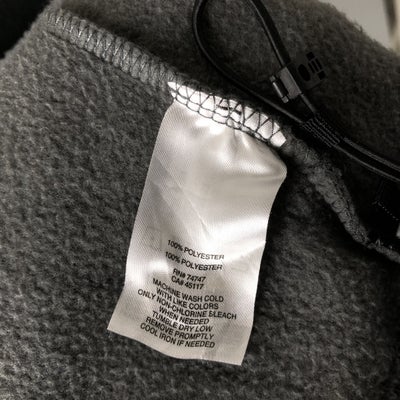 100% POLYESTER
100% POLYESTER
RN# 74747
CA# 45117
MACHINE WASH COLD
WITH LIKE COLORS
ONLY NON-CHLORINE BLEACH
WHEN NEEDED
TUMBLE DRY LOW
REMOVE PROMPTLY
COOL IRON IF NEEDED